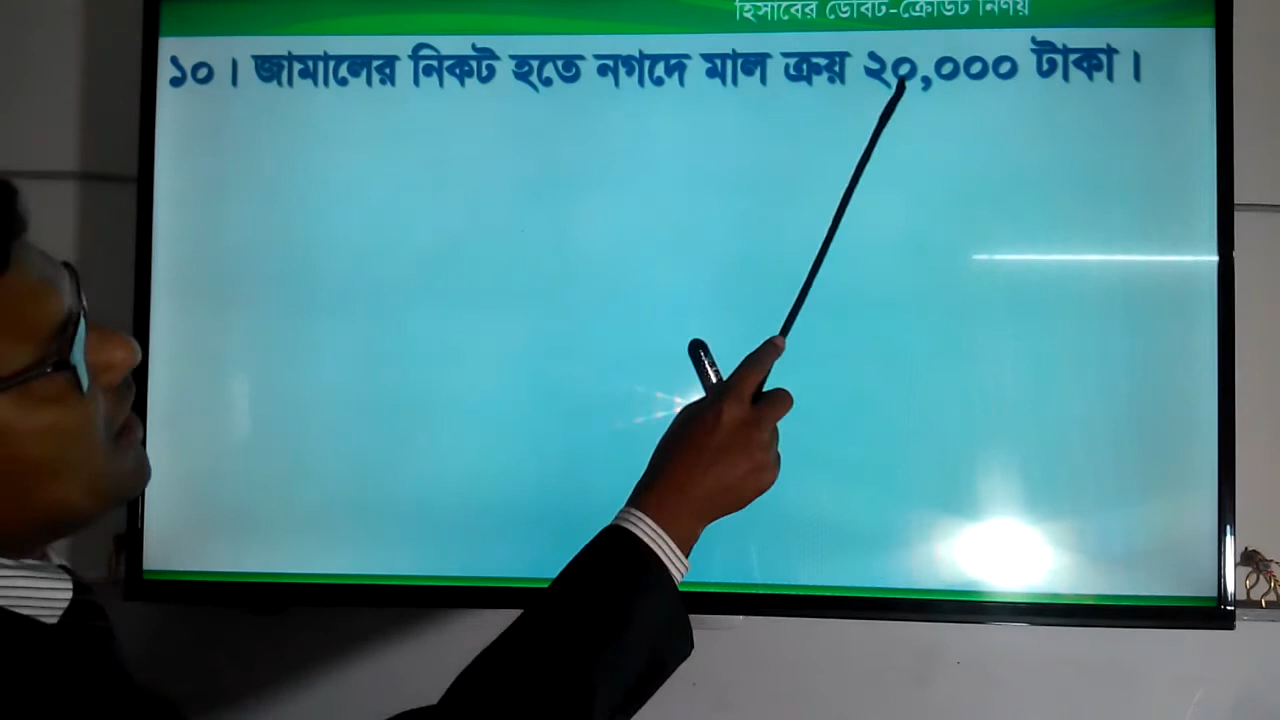 হিসাবের ডেবিট-ক্রেডিট নির্ণয়
১০। জামালের নিকট হতে নগদে মাল ক্রয় ২০,০০০ টাকা।